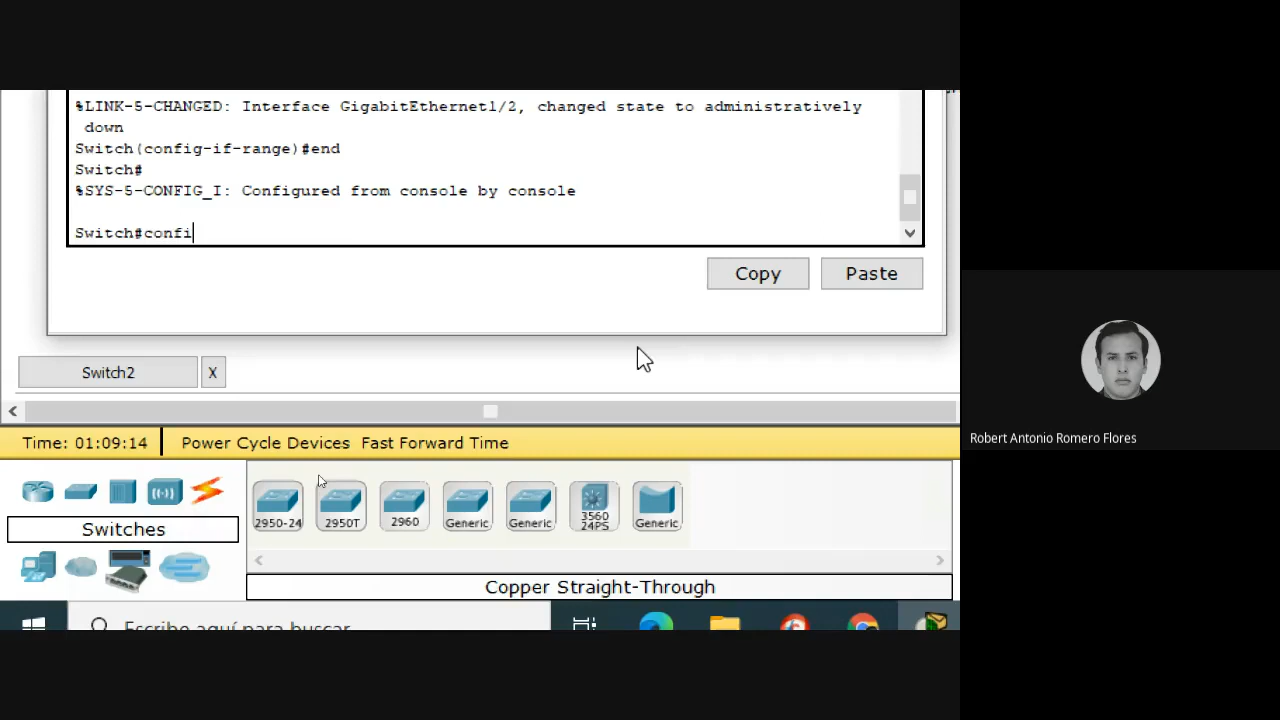 %LINK-5-CHANGED: Interface GigabitEthernet1/2, changed state to administratively
down
Switch(config-if-range)#end
Switch#
%SYS-5-CONFIG_I: Configured from console by console
Switch#confi
Copy
Paste
Switch2
X
Robert Antonio Romero Flores
Time: 01:09:14
Power Cycle Devices Fast Forward Time
2950-24
2950T
2960
Generic
Generic
3560
24PS
Generic
Switches
Copper Straight-Through
Escribe aquí para buscar